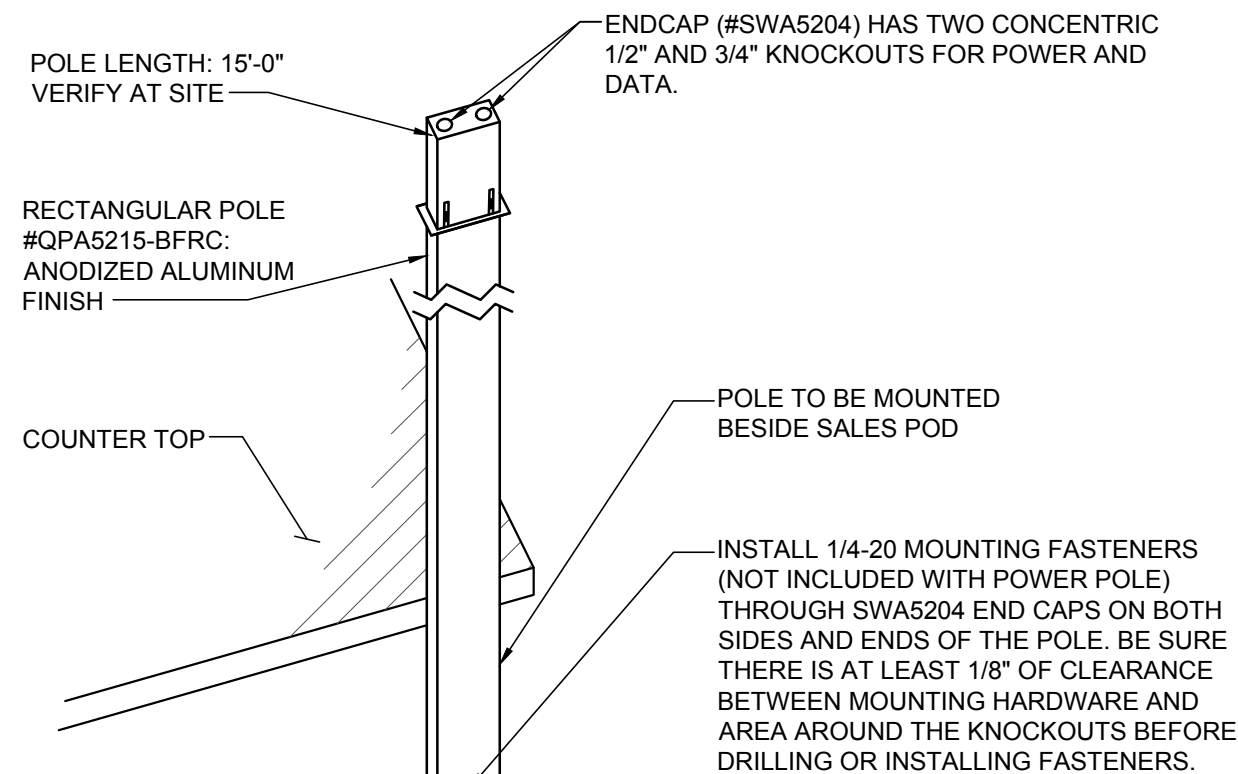 ENDCAP (#SWA5204) HAS TWO CONCENTRIC
1/2" AND 3/4" KNOCKOUTS FOR POWER AND
DATA.
POLE LENGTH: 15'-0"
VERIFY AT SITE
RECTANGULAR POLE
#QPA5215-BFRC:
ANODIZED ALUMINUM
FINISH
POLE TO BE MOUNTED
BESIDE SALES POD
COUNTER TOP
INSTALL 1/4-20 MOUNTING FASTENERS
(NOT INCLUDED WITH POWER POLE)
THROUGH SWA5204 END CAPS ON BOTH
SIDES AND ENDS OF THE POLE. BE SURE
THERE IS AT LEAST 1/8" OF CLEARANCE
BETWEEN MOUNTING HARDWARE AND
AREA AROUND THE KNOCKOUTS BEFORE
DRILLING OR INSTALLING FASTENERS.